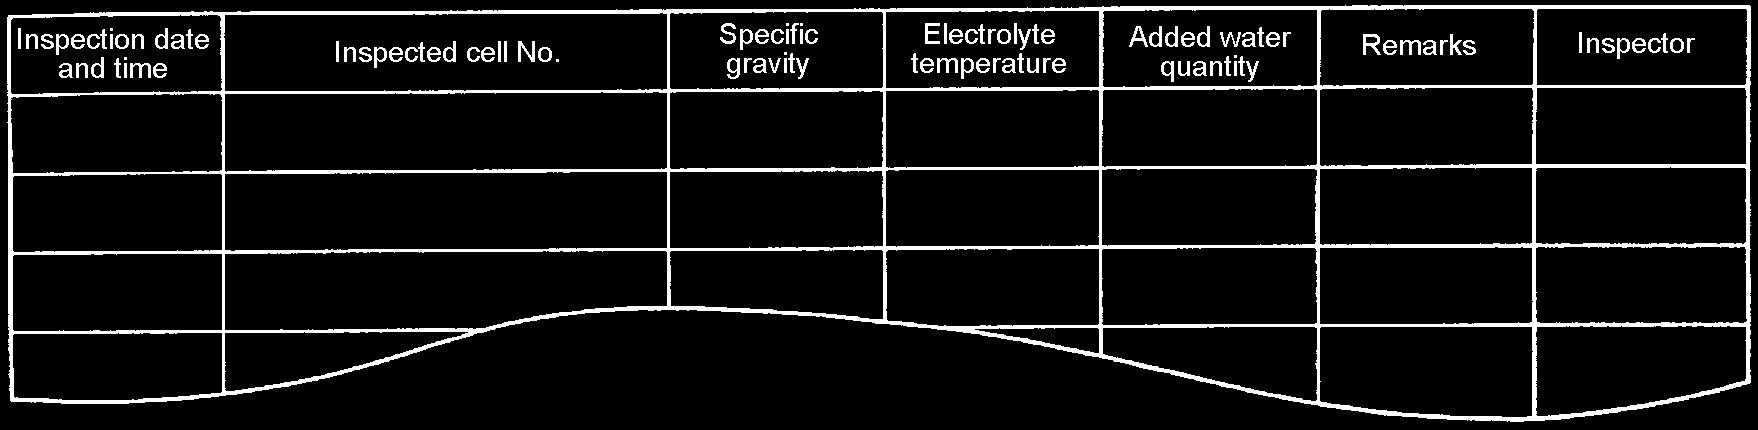 Inspection date
and time
Inspected cell No.
Specific
gravity
Electrolyte
temperature
Added water
quantity
Remarks
Inspector